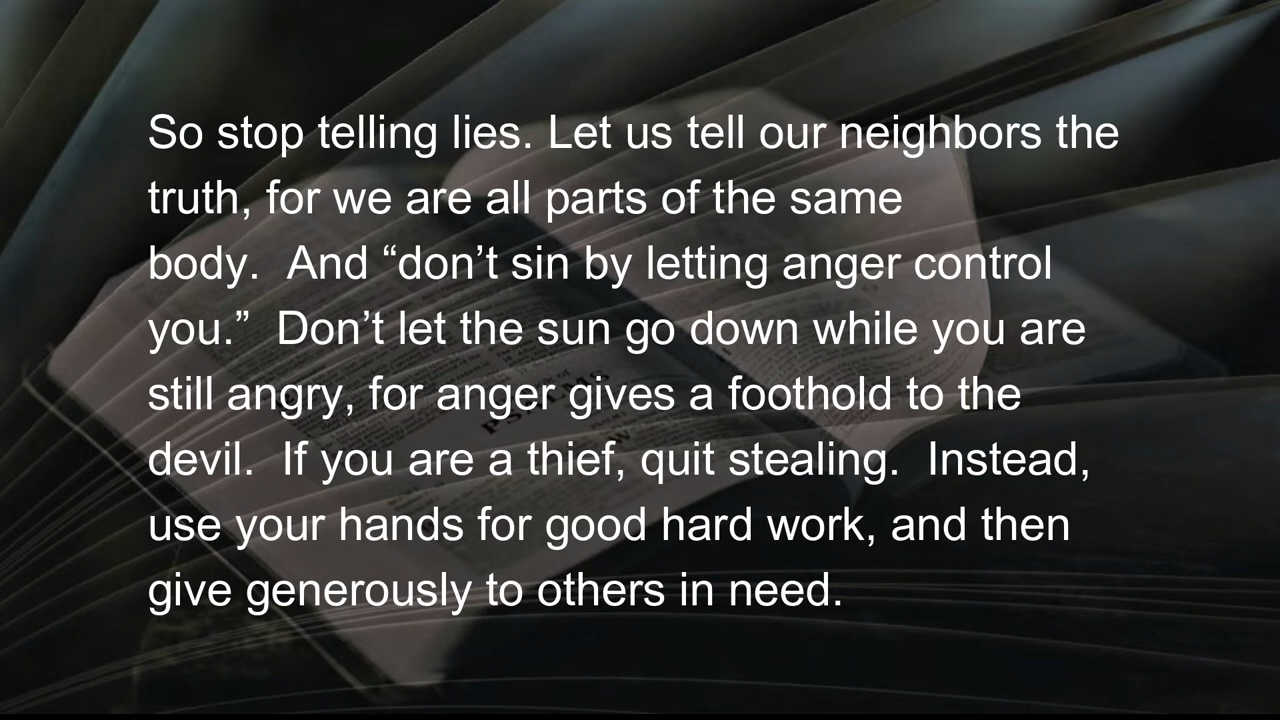 So stop telling lies. Let us tell our neighbors the
truth, for we are all parts of the same
body.  And “don’t sin by letting anger control
you.”  Don’t let the sun go down while you are
still angry, for anger gives a foothold to the
devil.  If you are a thief, quit stealing.  Instead,
use your hands for good hard work, and then
give generously to others in need.
PSALMS